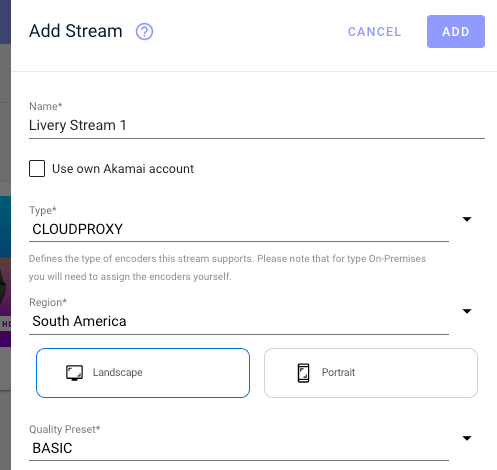 Add Stream ? CANCEL ADD
Name*
Livery Stream 1
Use own Akamai account
Type*
CLOUDPROXY
Defines the type of encoders this stream supports. Please note that for type On-Premises
you will need to assign the encoders yourself.
Region*
South America
Landscape Portrait
Quality Preset*
BASIC